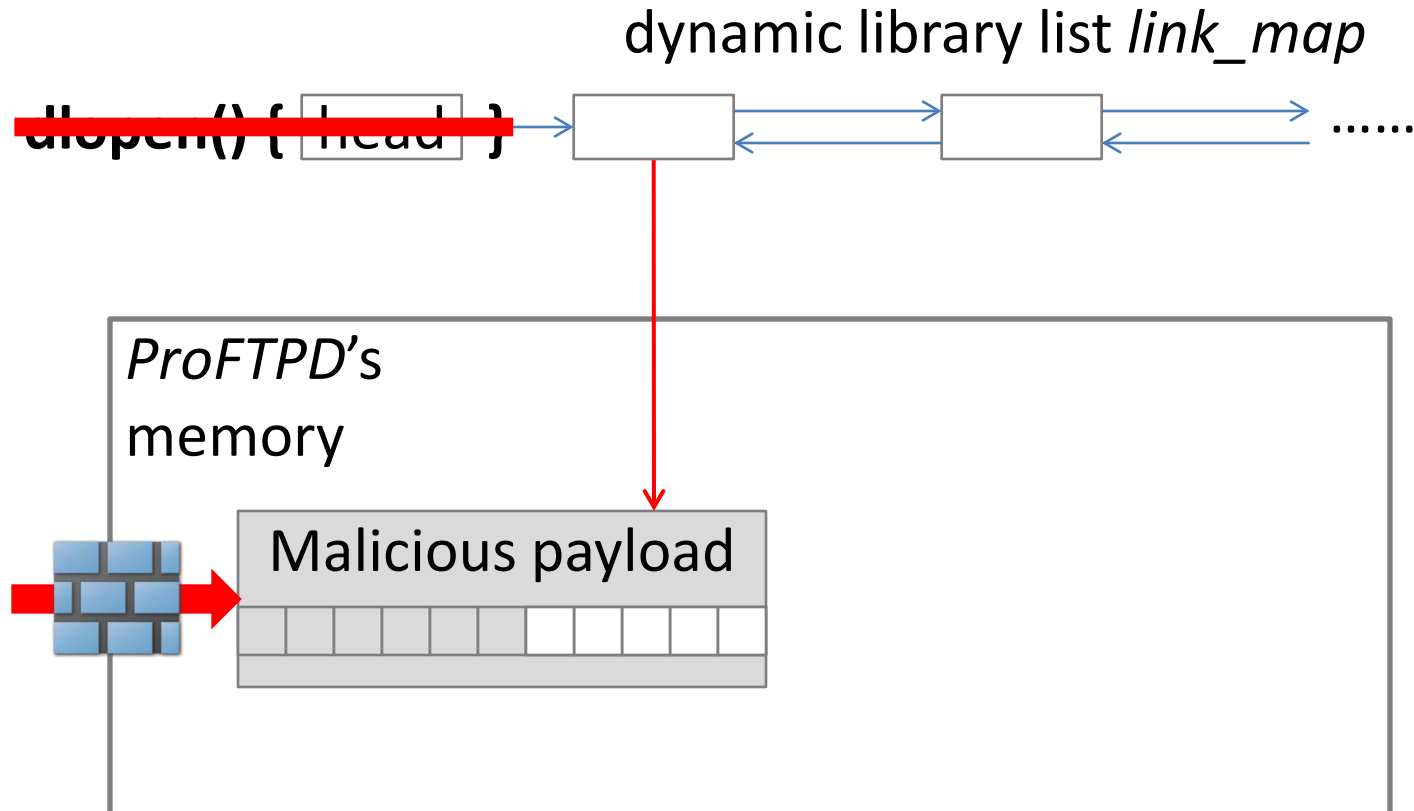 dynamic library list link_map
dlopen() { head } ......
ProFTPD's
memory
Malicious payload